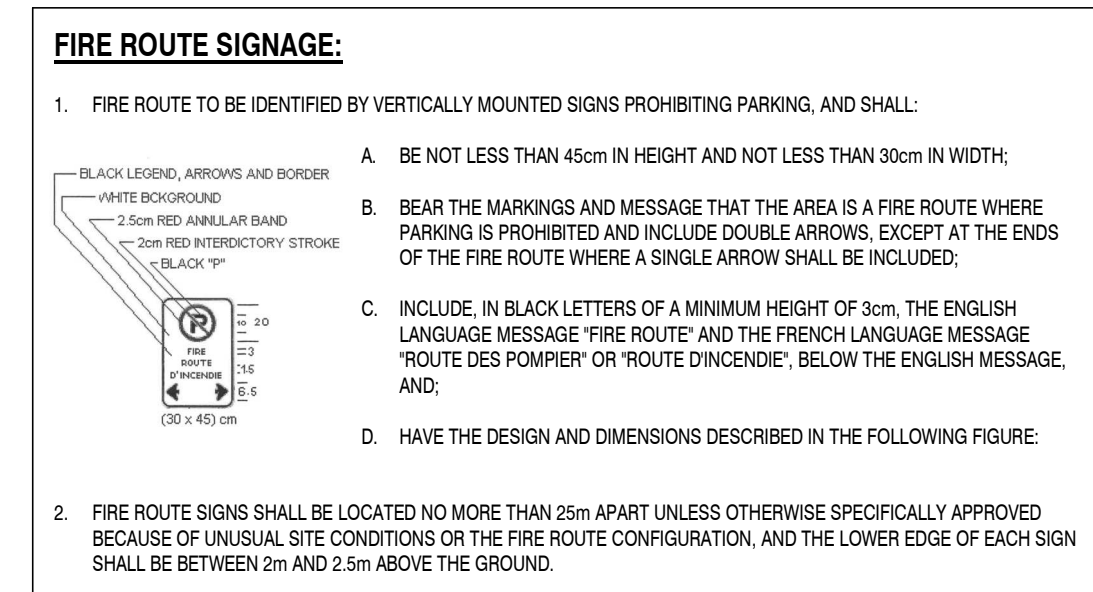 FIRE ROUTE SIGNAGE:
1. FIRE ROUTE TO BE IDENTIFIED BY VERTICALLY MOUNTED SIGNS PROHIBITING PARKING, AND SHALL:
BLACK LEGEND, ARROWS AND BORDER
WHITE BCKGROUND
2.5cm RED ANNULAR BAND
2cm RED INTERDICTORY STROKE
BLACK "P"
P
10 20
FIRE
ROUTE
D'INCENDIE
3
1.5
6.5
(30 x 45) cm
A. BE NOT LESS THAN 45cm IN HEIGHT AND NOT LESS THAN 30cm IN WIDTH;
B. BEAR THE MARKINGS AND MESSAGE THAT THE AREA IS A FIRE ROUTE WHERE
PARKING IS PROHIBITED AND INCLUDE DOUBLE ARROWS, EXCEPT AT THE ENDS
OF THE FIRE ROUTE WHERE A SINGLE ARROW SHALL BE INCLUDED;
C. INCLUDE, IN BLACK LETTERS OF A MINIMUM HEIGHT OF 3cm, THE ENGLISH
LANGUAGE MESSAGE "FIRE ROUTE" AND THE FRENCH LANGUAGE MESSAGE
"ROUTE DES POMPIER" OR "ROUTE D'INCENDIE", BELOW THE ENGLISH MESSAGE,
AND;
D. HAVE THE DESIGN AND DIMENSIONS DESCRIBED IN THE FOLLOWING FIGURE:
2. FIRE ROUTE SIGNS SHALL BE LOCATED NO MORE THAN 25m APART UNLESS OTHERWISE SPECIFICALLY APPROVED
BECAUSE OF UNUSUAL SITE CONDITIONS OR THE FIRE ROUTE CONFIGURATION, AND THE LOWER EDGE OF EACH SIGN
SHALL BE BETWEEN 2m AND 2.5m ABOVE THE GROUND.